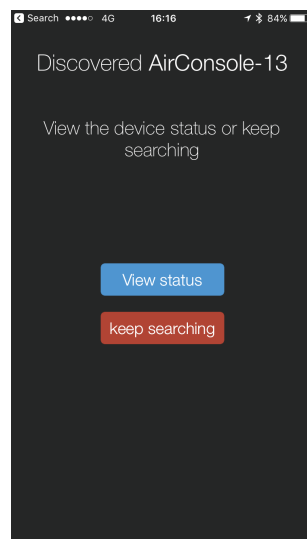 Search 4G 16:16 84%
Discovered AirConsole-13
View the device status or keep
searching
View status
keep searching